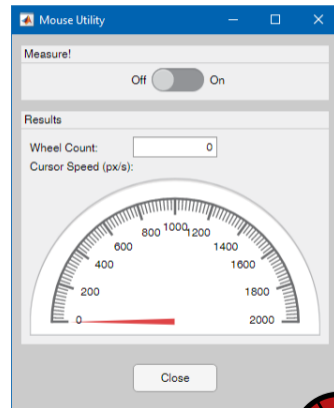 Mouse Utility
Measure!
Off On
Results
Wheel Count: 0
Cursor Speed (px/s):
0 200 400 600 800 1000 1200 1400 1600 1800 2000
Close